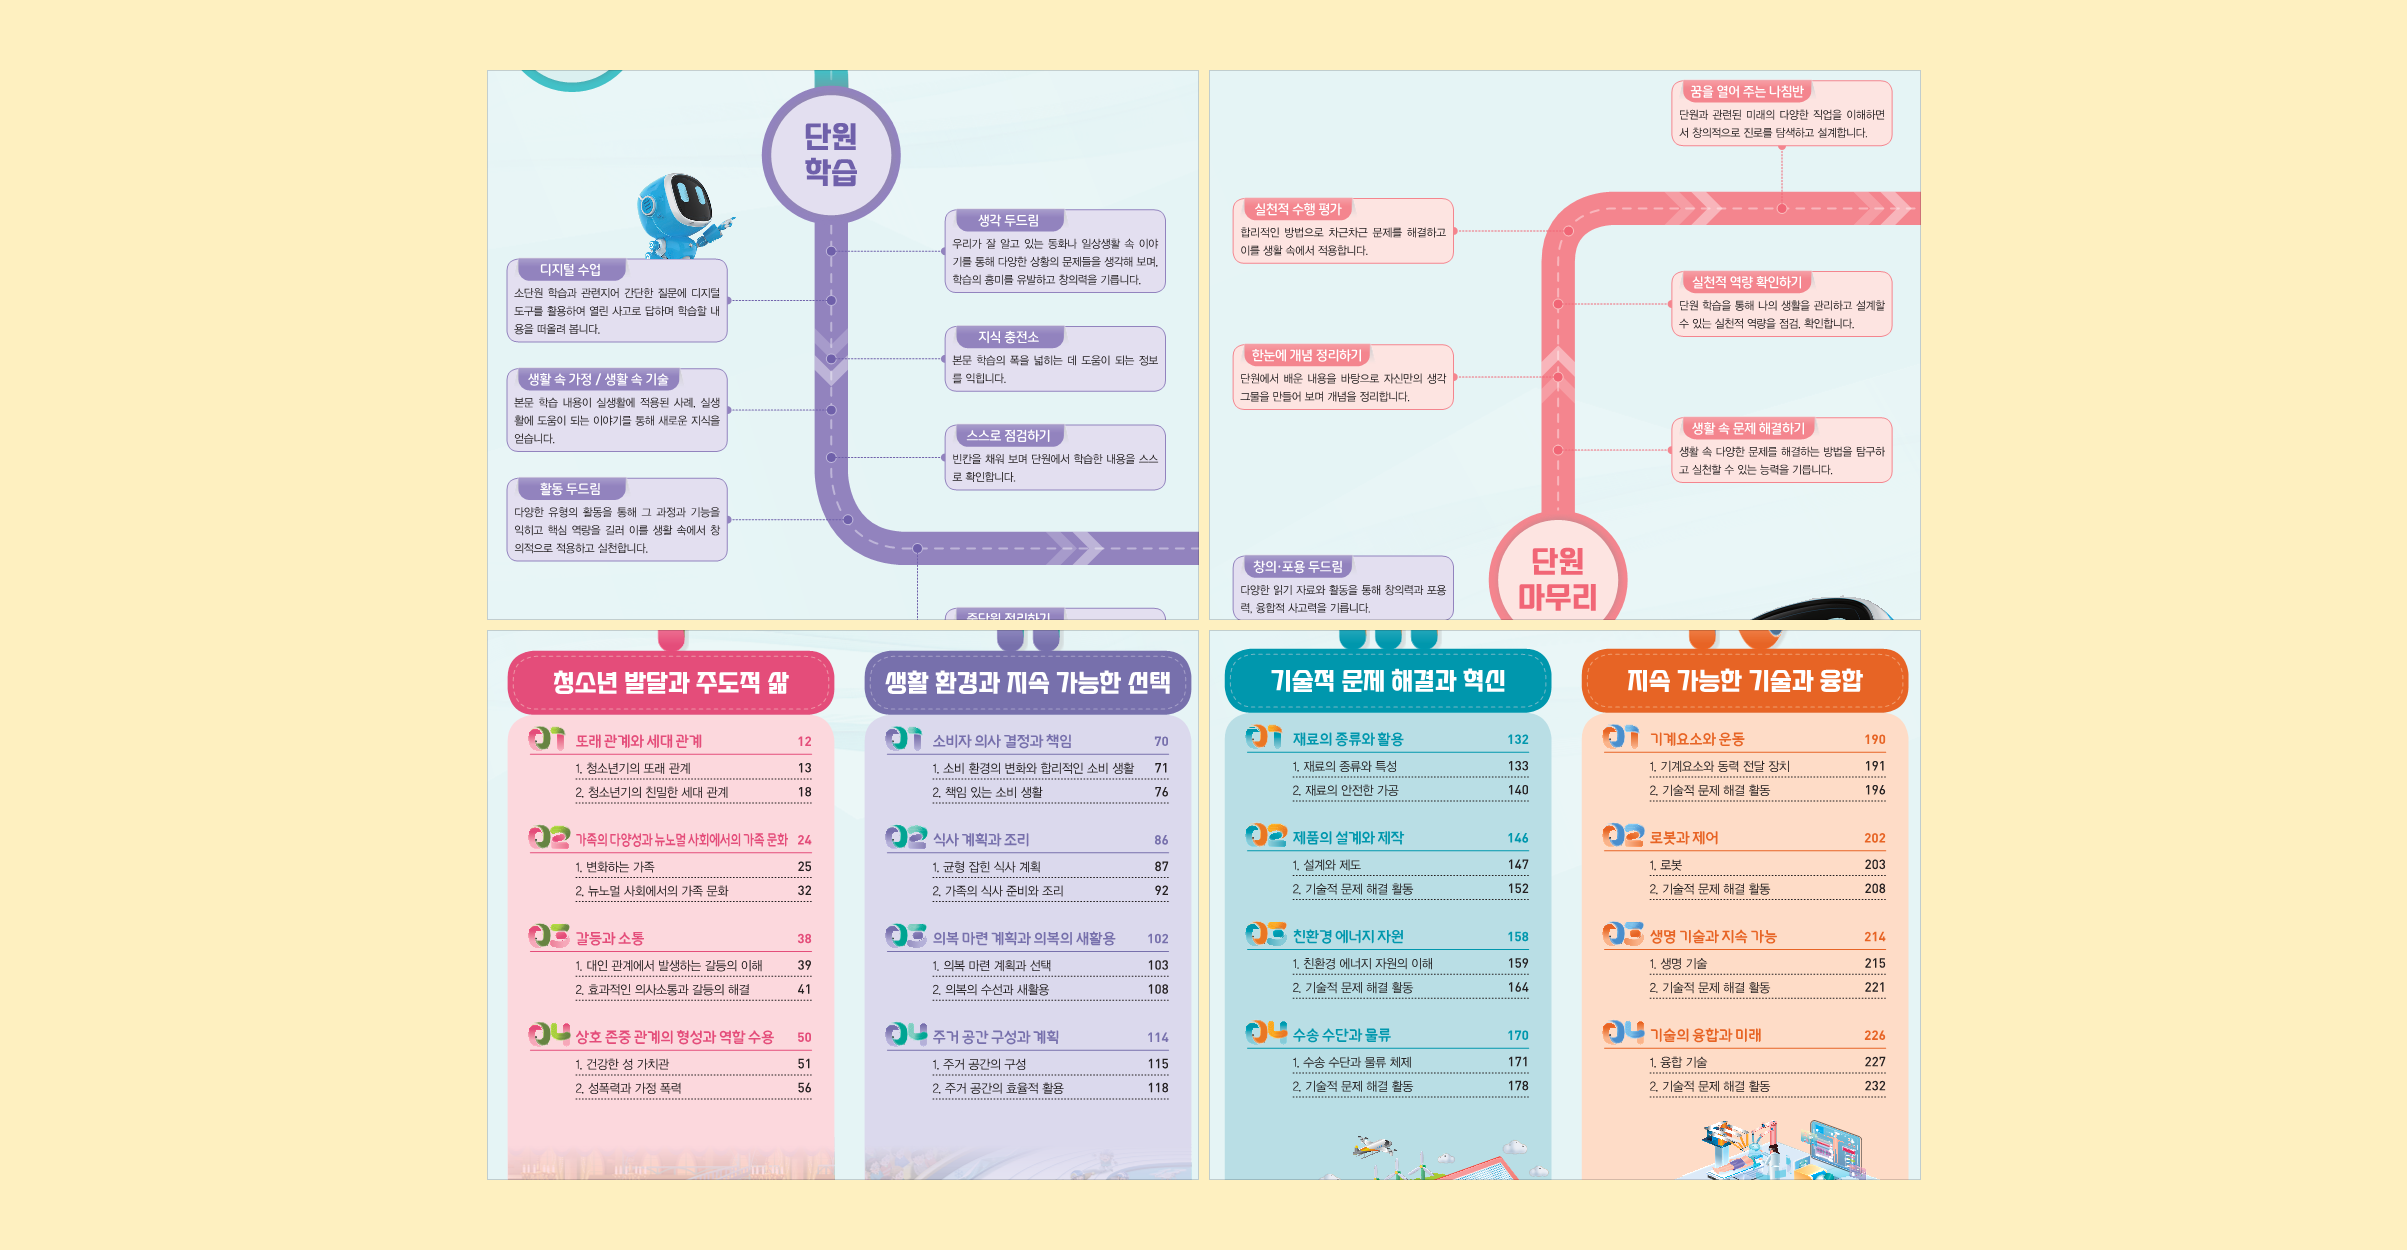 단원
학습
디지털 수업
소단원 학습과 관련지어 간단한 질문에 디지털
도구를 활용하여 열린 사고로 답하며 학습할 내
용을 떠올려 봅니다.
생활 속 가정 / 생활 속 기술
본문 학습 내용이 실생활에 적용된 사례, 실생
활에 도움이 되는 이야기를 통해 새로운 지식을
얻습니다.
활동 두드림
다양한 유형의 활동을 통해 그 과정과 기능을
익히고 핵심 역량을 길러 이를 생활 속에서 창
의적으로 적용하고 실천합니다.
생각 두드림
우리가 잘 알고 있는 동화나 일상생활 속 이야
기를 통해 다양한 상황의 문제들을 생각해 보며,
학습의 흥미를 유발하고 창의력을 기릅니다.
지식 충전소
본문 학습의 폭을 넓히는 데 도움이 되는 정보
를 익힙니다.
스스로 점검하기
빈칸을 채워 보며 단원에서 학습한 내용을 스스
로 확인합니다.
중단원 정리하기
꿈을 열어 주는 나침반
단원과 관련된 미래의 다양한 직업을 이해하면
서 창의적으로 진로를 탐색하고 설계합니다.
실천적 수행 평가
합리적인 방법으로 차근차근 문제를 해결하고
이를 생활 속에서 적용합니다.
실천적 역량 확인하기
단원 학습을 통해 나의 생활을 관리하고 설계할
수 있는 실천적 역량을 점검, 확인합니다.
한눈에 개념 정리하기
단원에서 배운 내용을 바탕으로 자신만의 생각
그물을 만들어 보며 개념을 정리합니다.
생활 속 문제 해결하기
생활 속 다양한 문제를 해결하는 방법을 탐구하
고 실천할 수 있는 능력을 기릅니다.
창의·포용 두드림
다양한 읽기 자료와 활동을 통해 창의력과 포용
력, 융합적 사고력을 기릅니다.
단원
마무리
청소년 발달과 주도적 삶
01 또래 관계와 세대 관계 12
1. 청소년기의 또래 관계 13
2. 청소년기의 친밀한 세대 관계 18
02 가족의 다양성과 뉴노멀 사회에서의 가족 문화 24
1. 변화하는 가족 25
2. 뉴노멀 사회에서의 가족 문화 32
03 갈등과 소통 38
1. 대인 관계에서 발생하는 갈등의 이해 39
2. 효과적인 의사소통과 갈등의 해결 41
04 상호 존중 관계의 형성과 역할 수용 50
1. 건강한 성 가치관 51
2. 성폭력과 가정 폭력 56
생활 환경과 지속 가능한 선택
01 소비자 의사 결정과 책임 70
1. 소비 환경의 변화와 합리적인 소비 생활 71
2. 책임 있는 소비 생활 76
02 식사 계획과 조리 86
1. 균형 잡힌 식사 계획 87
2. 가족의 식사 준비와 조리 92
03 의복 마련 계획과 의복의 새활용 102
1. 의복 마련 계획과 선택 103
2. 의복의 수선과 새활용 108
04 주거 공간 구성과 계획 114
1. 주거 공간의 구성 115
2. 주거 공간의 효율적 활용 118
기술적 문제 해결과 혁신
01 재료의 종류와 활용 132
1. 재료의 종류와 특성 133
2. 재료의 안전한 가공 140
02 제품의 설계와 제작 146
1. 설계와 제도 147
2. 기술적 문제 해결 활동 152
03 친환경 에너지 자원 158
1. 친환경 에너지 자원의 이해 159
2. 기술적 문제 해결 활동 164
04 수송 수단과 물류 170
1. 수송 수단과 물류 체제 171
2. 기술적 문제 해결 활동 178
지속 가능한 기술과 융합
01 기계요소와 운동 190
1. 기계요소와 동력 전달 장치 191
2. 기술적 문제 해결 활동 196
02 로봇과 제어 202
1. 로봇 203
2. 기술적 문제 해결 활동 208
03 생명 기술과 지속 가능 214
1. 생명 기술 215
2. 기술적 문제 해결 활동 221
04 기술의 융합과 미래 226
1. 융합 기술 227
2. 기술적 문제 해결 활동 232